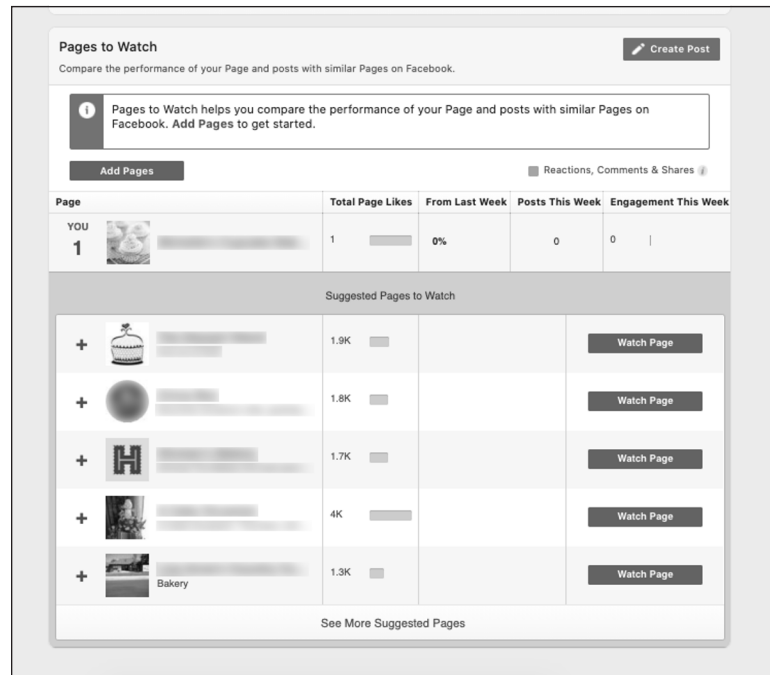 Pages to Watch
Create Post
Compare the performance of your Page and posts with similar Pages on Facebook.
i
Pages to Watch helps you compare the performance of your Page and posts with similar Pages on
Facebook. Add Pages to get started.
Add Pages
Reactions, Comments & Shares i
Page Total Page Likes From Last Week Posts This Week Engagement This Week
YOU
1
1 0% 0 0
Suggested Pages to Watch
+ 1.9K Watch Page
+ 1.8K Watch Page
+ H 1.7K Watch Page
+ 4K Watch Page
+ 1.3K Watch Page
Bakery
See More Suggested Pages